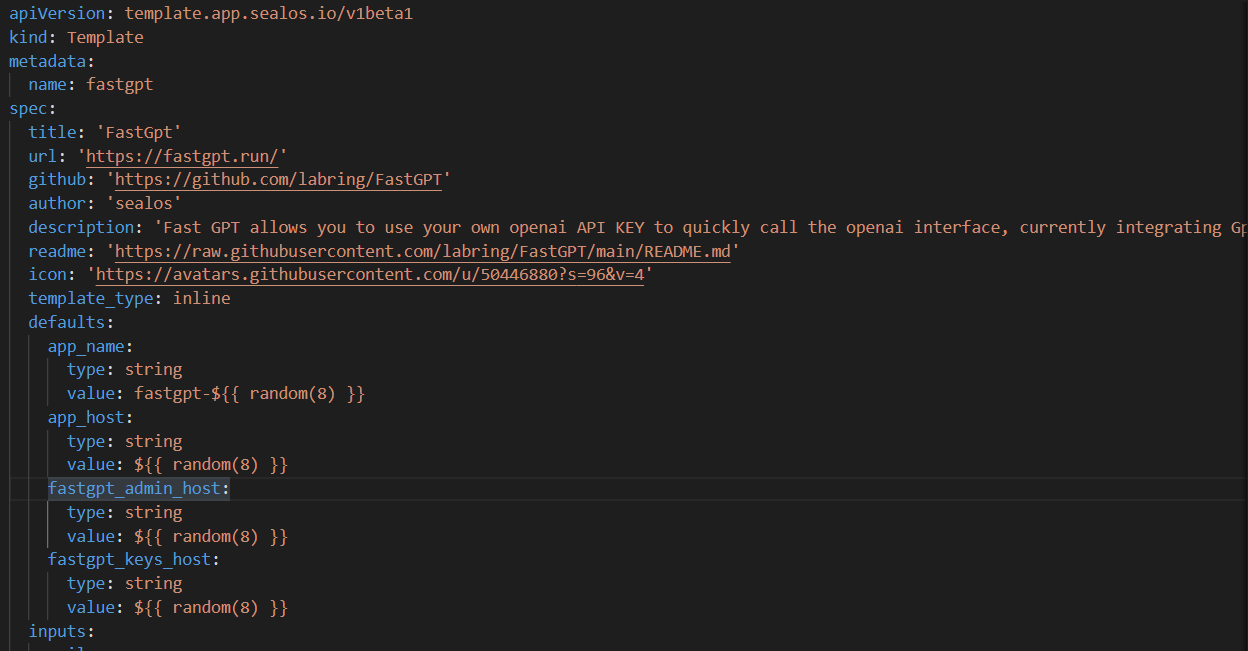 apiVersion: template.app.sealos.io/v1beta1
kind: Template
metadata:
  name: fastgpt
spec:
  title: 'FastGpt'
  url: 'https://fastgpt.run/'
  github: 'https://github.com/labring/FastGPT'
  author: 'sealos'
  description: 'Fast GPT allows you to use your own openai API KEY to quickly call the openai interface, currently integrating
  readme: 'https://raw.githubusercontent.com/labring/FastGPT/main/README.md'
  icon: 'https://avatars.githubusercontent.com/u/50446880?s=96&v=4'
  template_type: inline
  defaults:
    app_name:
      type: string
      value: fastgpt-${{ random(8) }}
    app_host:
      type: string
      value: ${{ random(8) }}
    fastgpt_admin_host:
      type: string
      value: ${{ random(8) }}
    fastgpt_keys_host:
      type: string
      value: ${{ random(8) }}
  inputs: